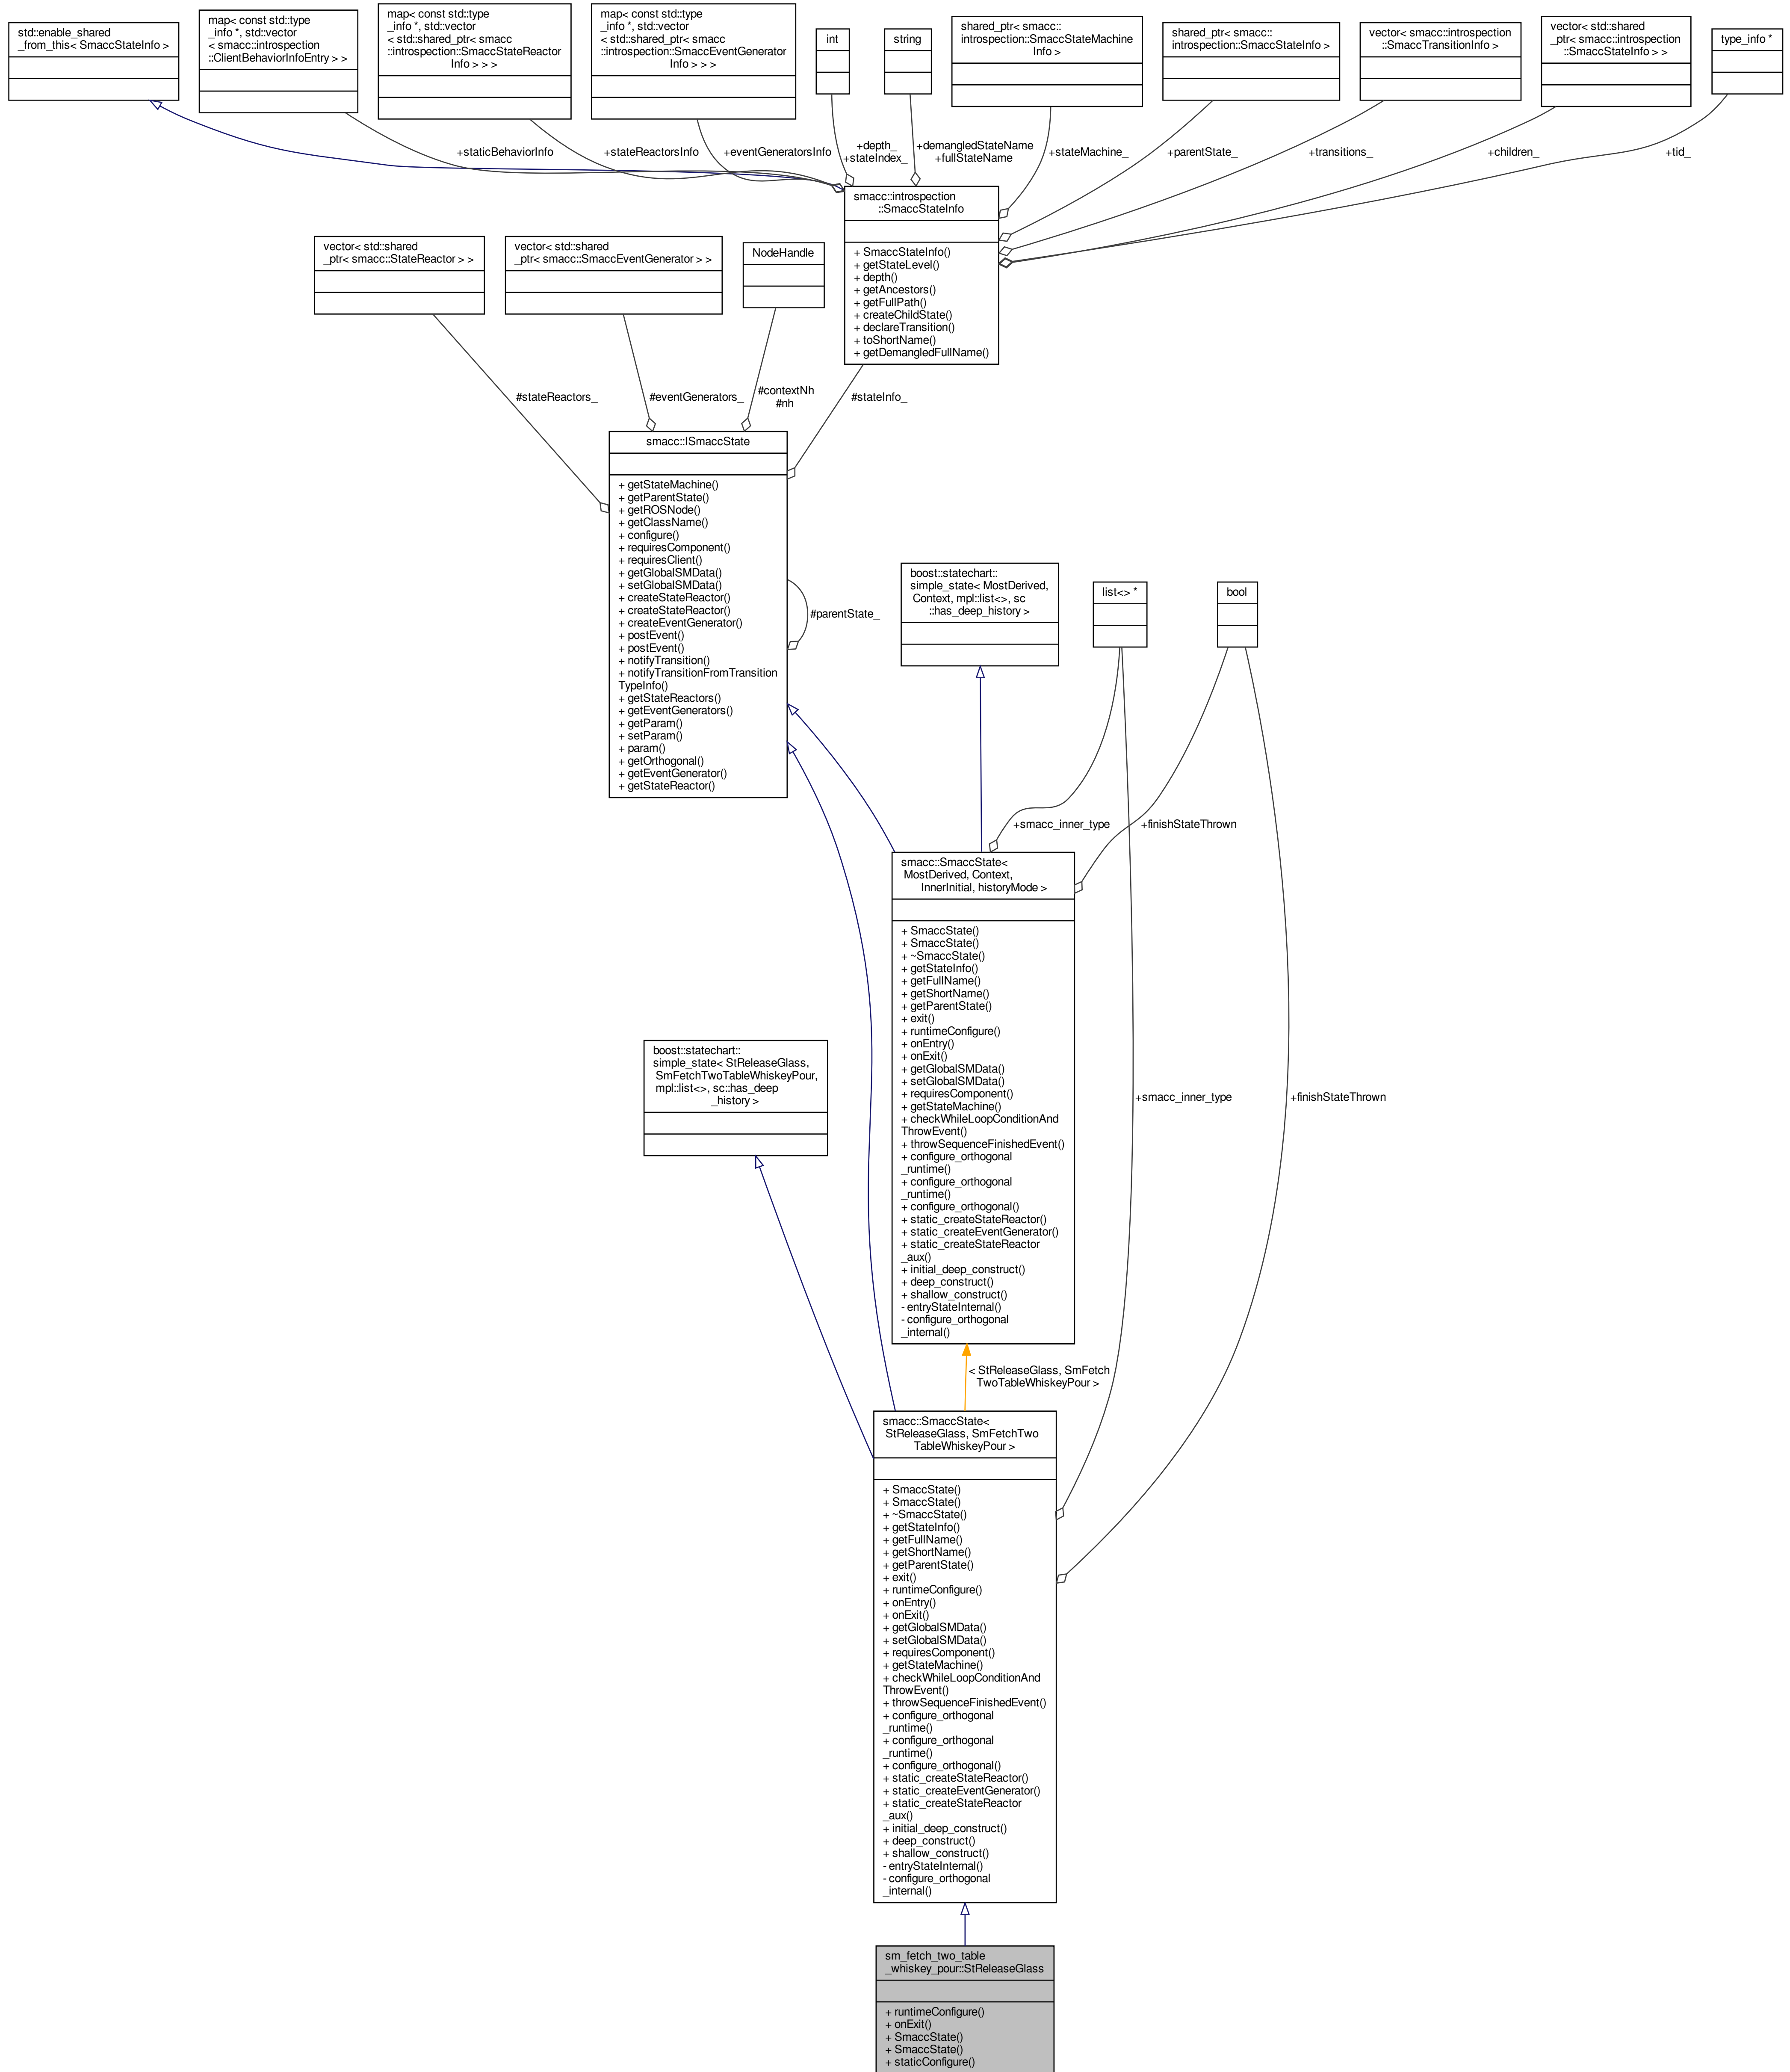 std::enable_shared
_from_this< SmaccStateInfo >
map< const std::type
_info *, std::vector
< smacc::introspection
::ClientBehaviorInfoEntry > >
map< const std::type
_info *, std::vector
< std::shared_ptr< smacc
::introspection::SmaccStateReactor
Info > > >
map< const std::type
_info *, std::vector
< std::shared_ptr< smacc
::introspection::SmaccEventGenerator
Info > > >
int
string
shared_ptr< smacc::
introspection::SmaccStateMachine
Info >
shared_ptr< smacc::
introspection::SmaccStateInfo >
vector< smacc::introspection
::SmaccTransitionInfo >
vector< std::shared
_ptr< smacc::introspection
::SmaccStateInfo > >
type_info *
+staticBehaviorInfo
+stateReactorsInfo
+eventGeneratorsInfo
+depth_
+stateIndex_
+demangledStateName
+fullStateName
+stateMachine_
+parentState_
+transitions_
+children_
+tid_
smacc::introspection
::SmaccStateInfo
+ SmaccStateInfo()
+ getStateLevel()
+ depth()
+ getAncestors()
+ getFullPath()
+ createChildState()
+ declareTransition()
+ toShortName()
+ getDemangledFullName()
vector< std::shared
_ptr< smacc::StateReactor > >
vector< std::shared
_ptr< smacc::SmaccEventGenerator > >
NodeHandle
#stateReactors_
#eventGenerators_
#contextNh
#nh
#stateInfo_
smacc::ISmaccState
+ getStateMachine()
+ getParentState()
+ getROSNode()
+ getClassName()
+ configure()
+ requiresComponent()
+ requiresClient()
+ getGlobalSMData()
+ setGlobalSMData()
+ createStateReactor()
+ createStateReactor()
+ createEventGenerator()
+ postEvent()
+ postEvent()
+ notifyTransition()
+ notifyTransitionFromTransition
TypeInfo()
+ getStateReactors()
+ getEventGenerators()
+ getParam()
+ setParam()
+ param()
+ getOrthogonal()
+ getEventGenerator()
+ getStateReactor()
#parentState_
boost::statechart::
simple_state< MostDerived,
Context, mpl::list<>, sc
::has_deep_history >
list<> *
bool
+smacc_inner_type
+finishStateThrown
smacc::SmaccState<
MostDerived, Context,
InnerInitial, historyMode >
+ SmaccState()
+ SmaccState()
+ ~SmaccState()
+ getStateInfo()
+ getFullName()
+ getShortName()
+ getParentState()
+ exit()
+ runtimeConfigure()
+ onEntry()
+ onExit()
+ getGlobalSMData()
+ setGlobalSMData()
+ requiresComponent()
+ getStateMachine()
+ checkWhileLoopConditionAnd
ThrowEvent()
+ throwSequenceFinishedEvent()
+ configure_orthogonal
_runtime()
+ configure_orthogonal
_runtime()
+ configure_orthogonal()
+ static_createStateReactor()
+ static_createEventGenerator()
+ static_createStateReactor
_aux()
+ initial_deep_construct()
+ deep_construct()
+ shallow_construct()
- entryStateInternal()
- configure_orthogonal
_internal()
boost::statechart::
simple_state< StReleaseGlass,
SmFetchTwoTableWhiskeyPour,
mpl::list<>, sc::has_deep
_history >
+smacc_inner_type
+finishStateThrown
< StReleaseGlass, SmFetch
TwoTableWhiskeyPour >
smacc::SmaccState<
StReleaseGlass, SmFetchTwo
TableWhiskeyPour >
+ SmaccState()
+ SmaccState()
+ ~SmaccState()
+ getStateInfo()
+ getFullName()
+ getShortName()
+ getParentState()
+ exit()
+ runtimeConfigure()
+ onEntry()
+ onExit()
+ getGlobalSMData()
+ setGlobalSMData()
+ requiresComponent()
+ getStateMachine()
+ checkWhileLoopConditionAnd
ThrowEvent()
+ throwSequenceFinishedEvent()
+ configure_orthogonal
_runtime()
+ configure_orthogonal
_runtime()
+ configure_orthogonal()
+ static_createStateReactor()
+ static_createEventGenerator()
+ static_createStateReactor
_aux()
+ initial_deep_construct()
+ deep_construct()
+ shallow_construct()
- entryStateInternal()
- configure_orthogonal
_internal()
sm_fetch_two_table
_whiskey_pour::StReleaseGlass
+ runtimeConfigure()
+ onExit()
+ SmaccState()
+ SmaccState()
+ staticConfigure()